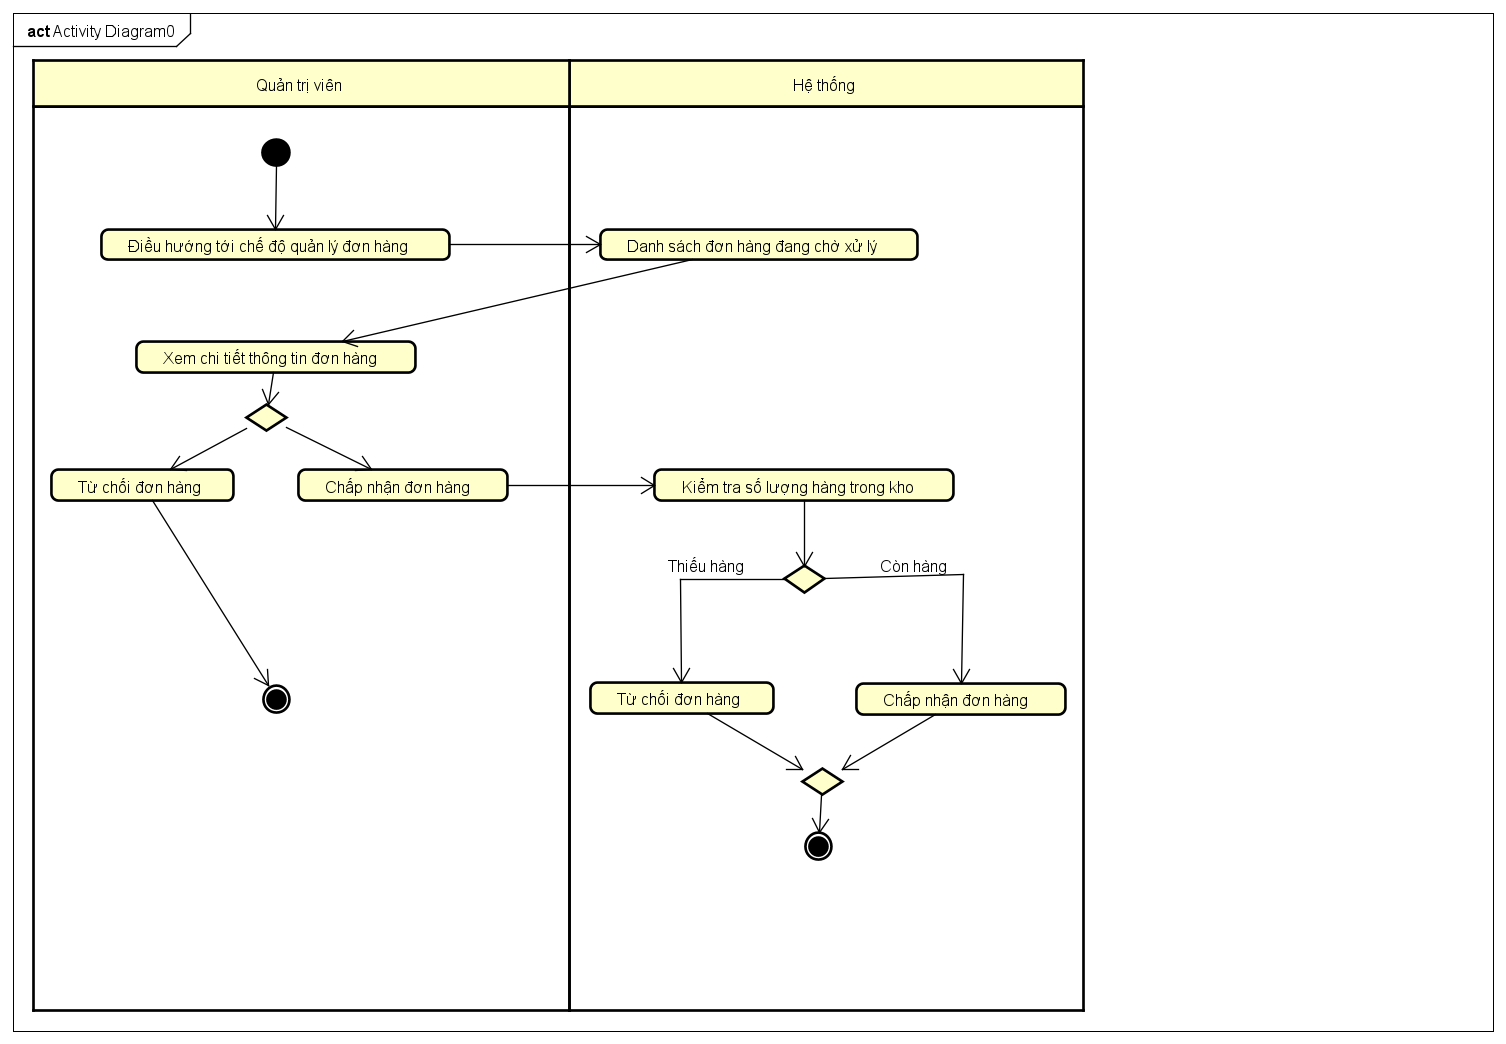 act Activity Diagram0
Quản trị viên
Hệ thống
Điều hướng tới chế độ quản lý đơn hàng
Danh sách đơn hàng đang chờ xử lý
Xem chi tiết thông tin đơn hàng
Từ chối đơn hàng
Chấp nhận đơn hàng
Kiểm tra số lượng hàng trong kho
Thiếu hàng
Còn hàng
Từ chối đơn hàng
Chấp nhận đơn hàng